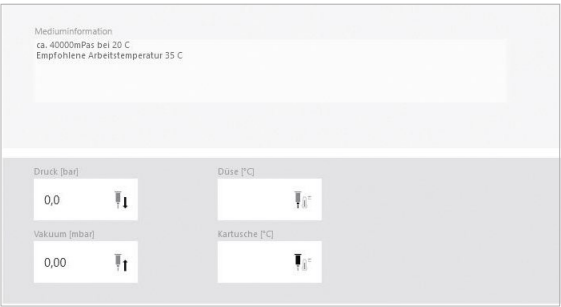 Mediuminformation
ca. 40000mPas bei 20 C
Empfohlene Arbeitstemperatur 35 C
Druck [bar]
Düse [°C]
0,0
Vakuum [mbar]
Kartusche [°C]
0,00